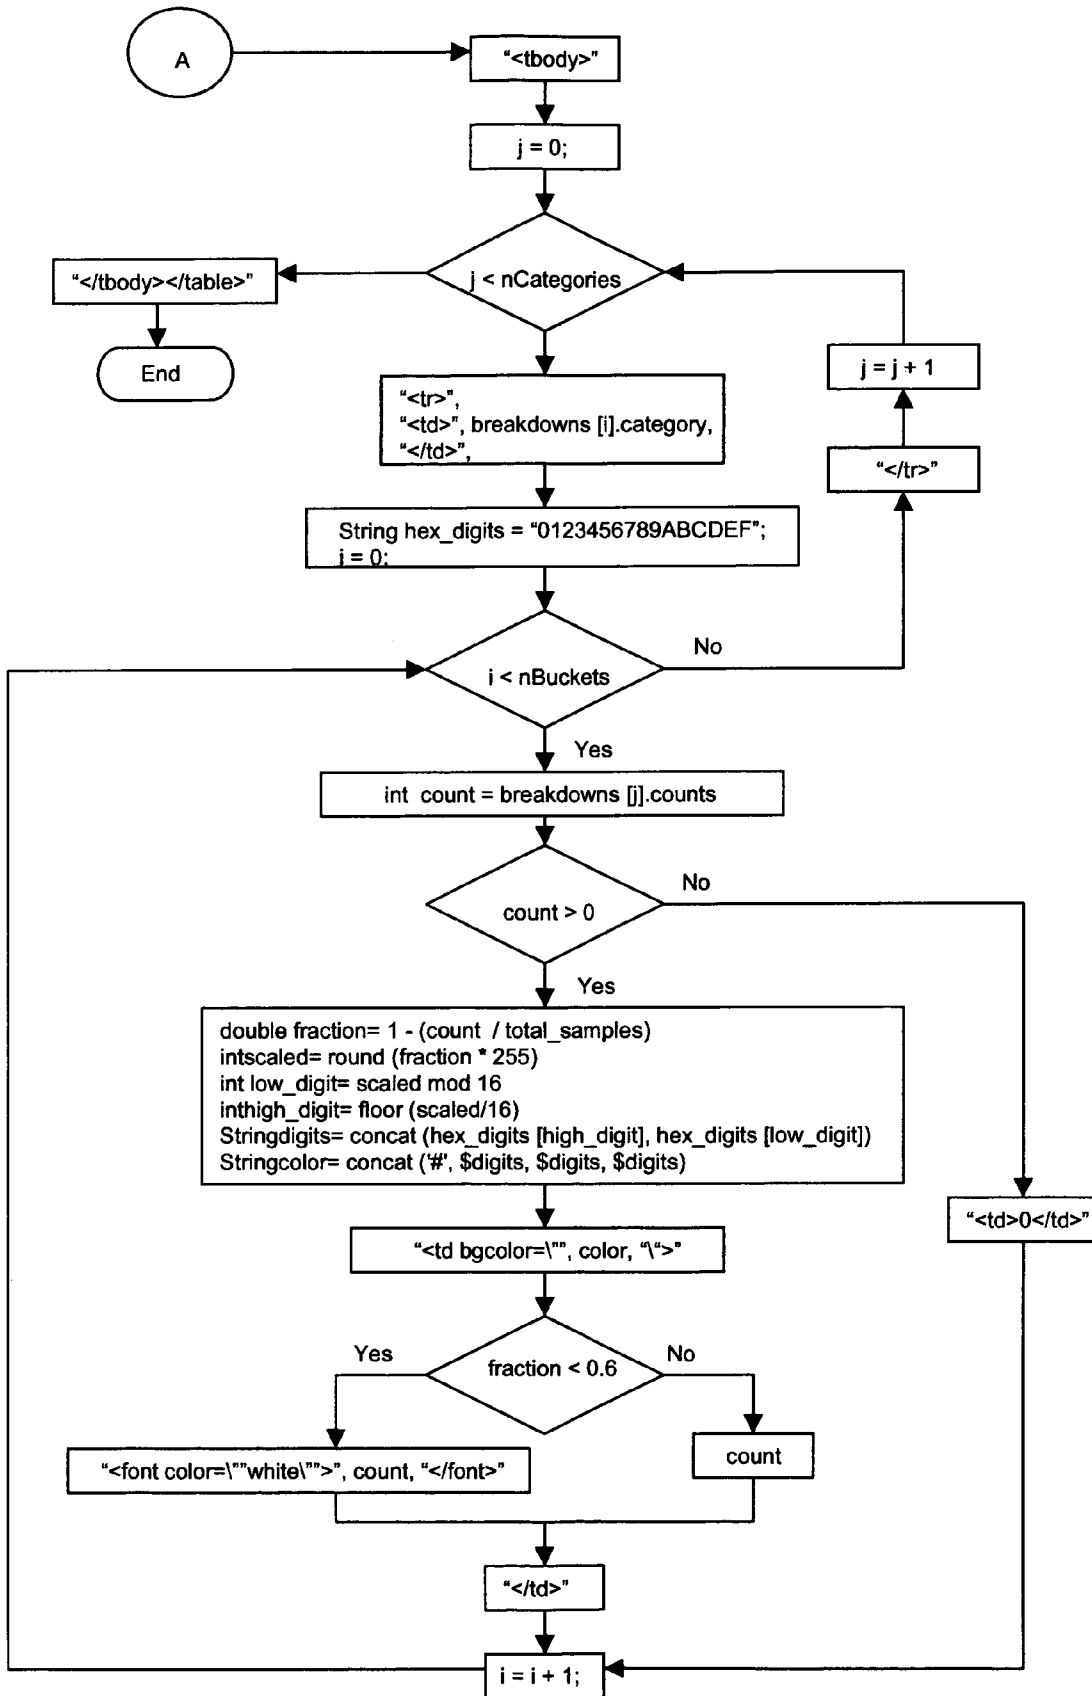 A
“<tbody>”
j = 0;
j < nCategories
“</tbody></table>”
End
j = j + 1
“<tr>”,
“<td>”, breakdowns [i].category,
“</td>”,
“</tr>”
String hex_digits = “0123456789ABCDEF”;
i = 0;
i < nBuckets
No
Yes
int count = breakdowns [j].counts
count > 0
No
Yes
double fraction= 1 - (count / total_samples)
intscaled= round (fraction * 255)
int low_digit= scaled mod 16
inthigh_digit= floor (scaled/16)
Stringdigits= concat (hex_digits [high_digit], hex_digits [low_digit])
Stringcolor= concat ('#', $digits, $digits, $digits)
“<td>0</td>”
“<td bgcolor=\"”, color, “\“>”
fraction < 0.6
Yes
No
“<font color=\"”white\"”>”, count, “</font>”
count
“</td>”
i = i + 1;